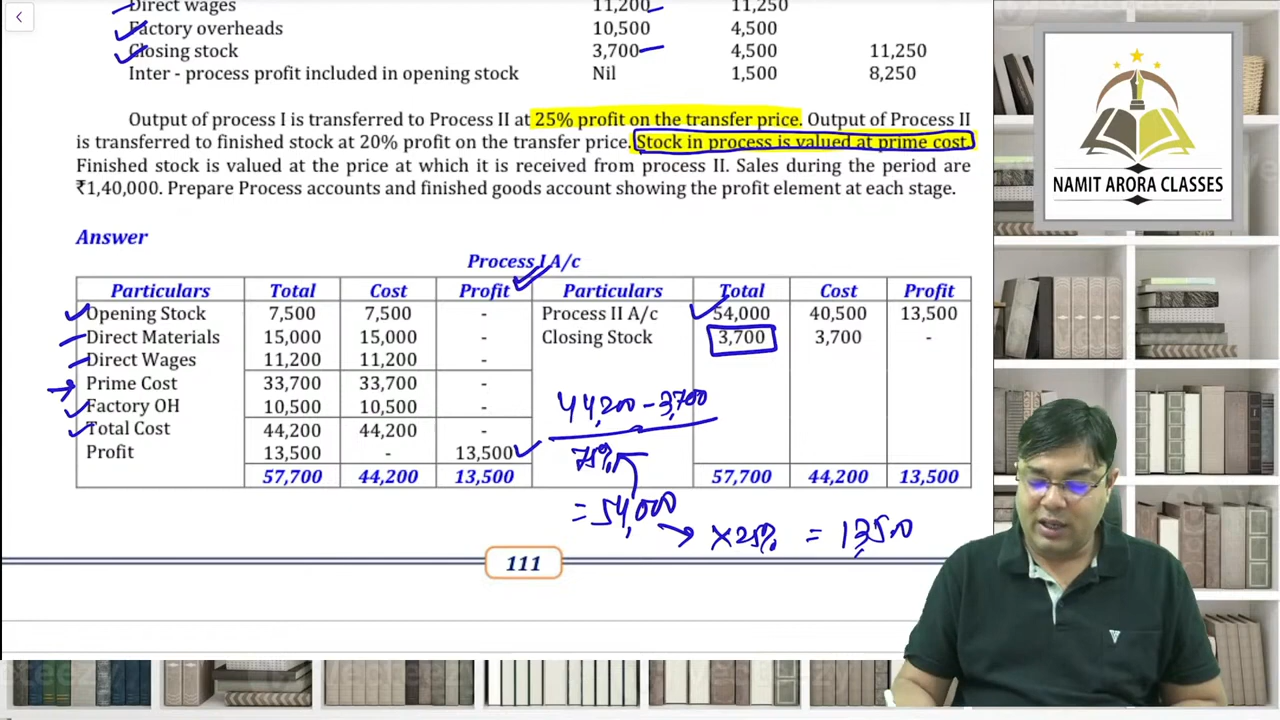 Direct wages 11,200 11,250
Factory overheads 10,500 4,500
Closing stock 3,700 4,500 11,250
Inter - process profit included in opening stock Nil 1,500 8,250
Output of process I is transferred to Process II at 25% profit on the transfer price. Output of Process II
is transferred to finished stock at 20% profit on the transfer price. Stock in process is valued at prime cost.
Finished stock is valued at the price at which it is received from process II. Sales during the period are
₹1,40,000. Prepare Process accounts and finished goods account showing the profit element at each stage.
Answer
Process I A/c
Particulars Total Cost Profit Particulars Total Cost Profit
Opening Stock 7,500 7,500 - Process II A/c 54,000 40,500 13,500
Direct Materials 15,000 15,000 - Closing Stock 3,700 3,700 -
Direct Wages 11,200 11,200 -
Prime Cost 33,700 33,700 -
Factory OH 10,500 10,500 -
Total Cost 44,200 44,200 -
Profit 13,500 - 13,500
57,700 44,200 13,500 57,700 44,200 13,500
44,200 - 3,700
75%
= 54,000
→ × 25% = 13,500
111
NAMIT ARORA CLASSES